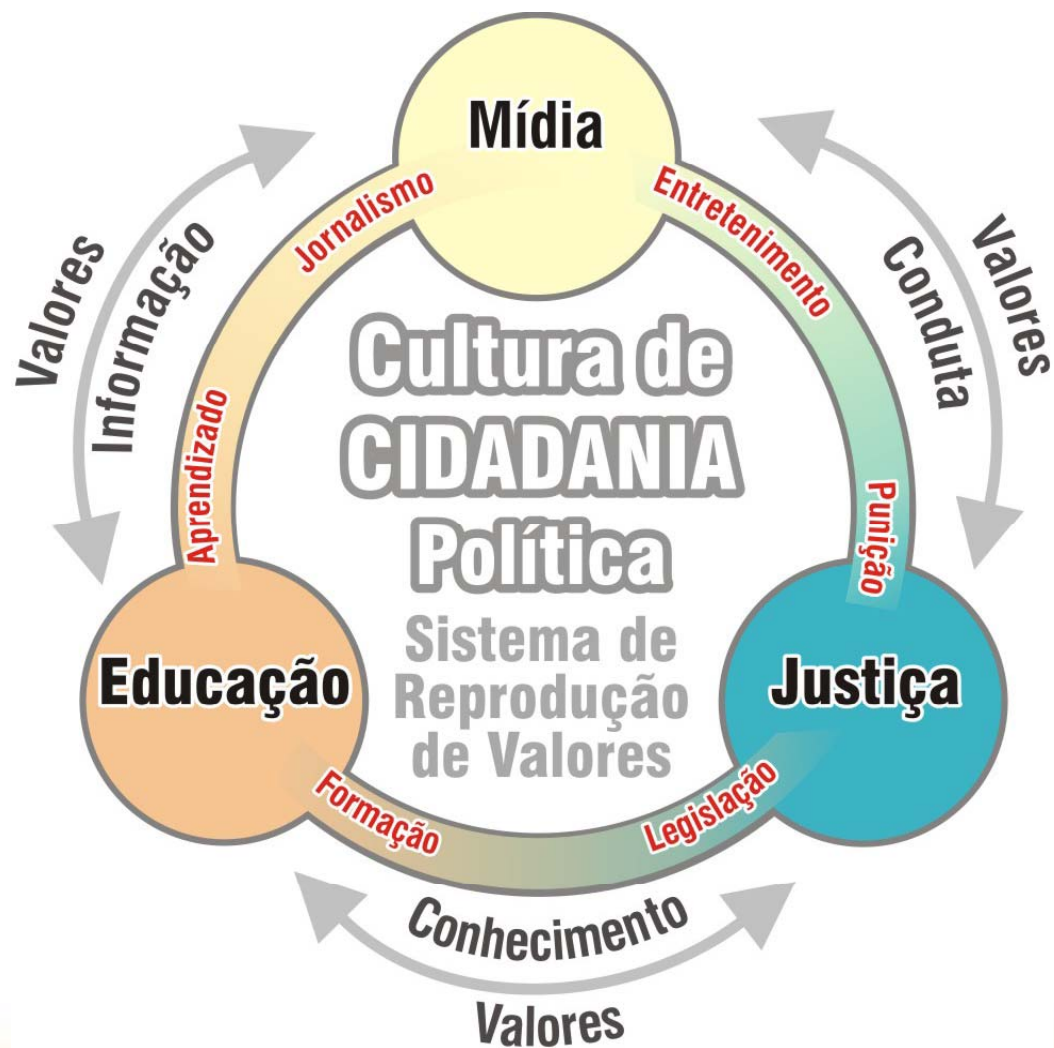 Mídia
Jornalismo
Entretenimento
Valores
Informação
Valores
Conduta
Aprendizado
Punição
Cultura de
CIDADANIA
Política
Sistema de
Reprodução
de Valores
Educação
Justiça
Formação
Legislação
Conhecimento
Valores